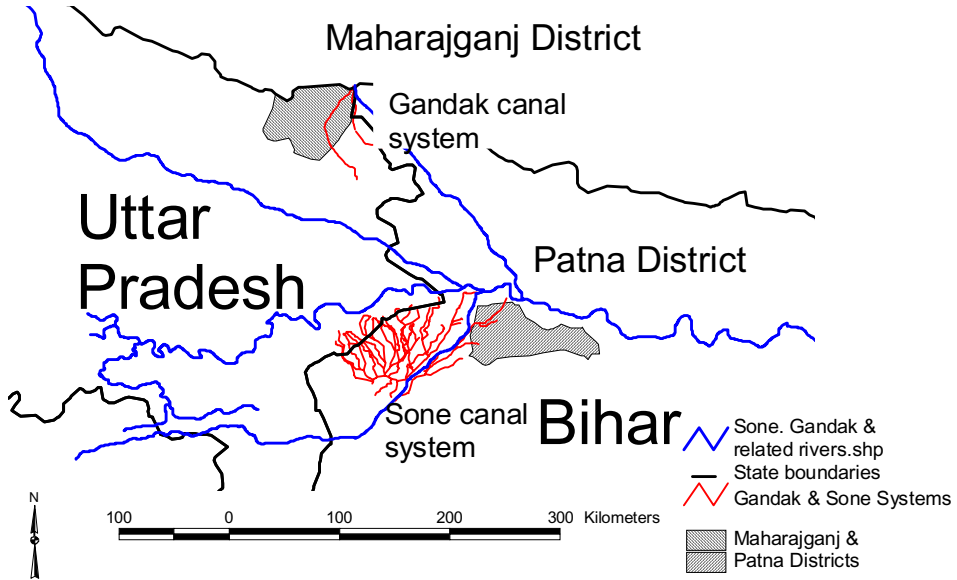 Maharajganj District
Gandak canal
system
Uttar
Pradesh
Patna District
Sone canal
system
Bihar
Sone. Gandak &
related rivers.shp
State boundaries
Gandak & Sone Systems
Maharajganj &
Patna Districts
N
100 0 100 200 300 Kilometers